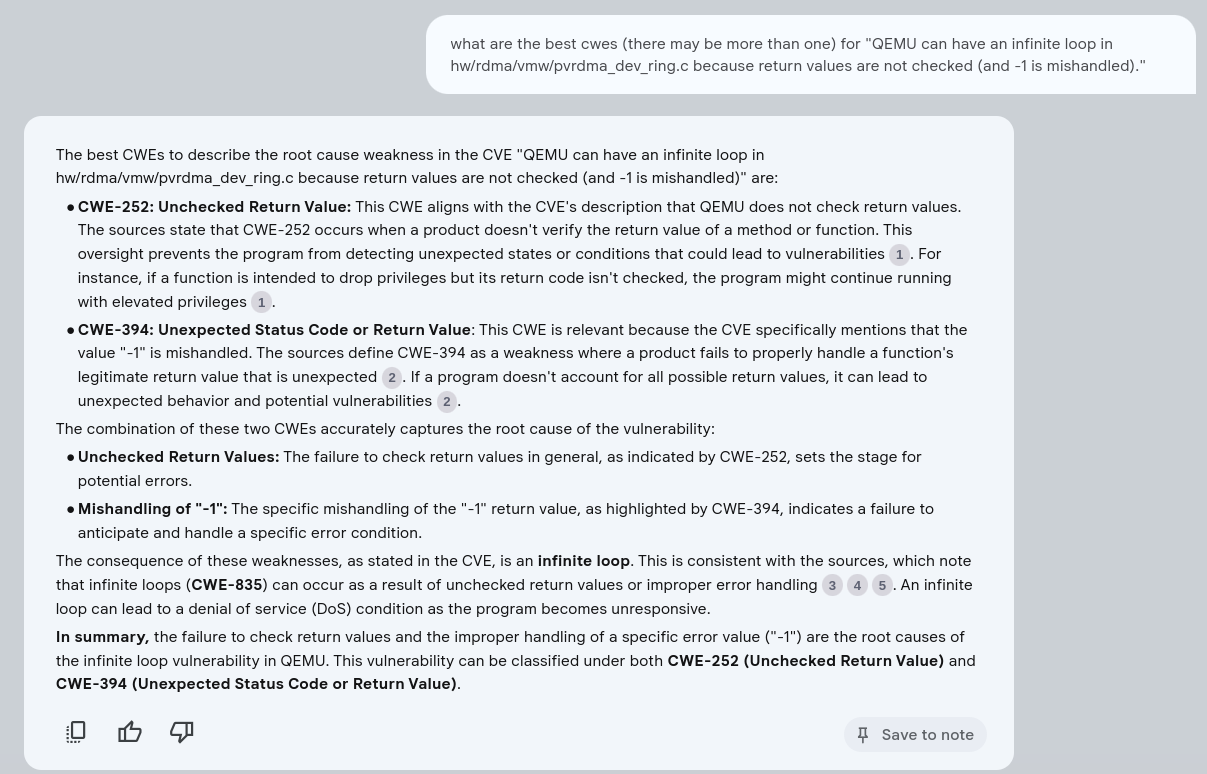 what are the best cwes (there may be more than one) for "QEMU can have an infinite loop in
hw/rdma/vmw/pvrdma_dev_ring.c because return values are not checked (and -1 is mishandled)."
The best CWEs to describe the root cause weakness in the CVE "QEMU can have an infinite loop in
hw/rdma/vmw/pvrdma_dev_ring.c because return values are not checked (and -1 is mishandled)" are:
● CWE-252: Unchecked Return Value: This CWE aligns with the CVE's description that QEMU does not check return values.
The sources state that CWE-252 occurs when a product doesn't verify the return value of a method or function. This
oversight prevents the program from detecting unexpected states or conditions that could lead to vulnerabilities 1. For
instance, if a function is intended to drop privileges but its return code isn't checked, the program might continue running
with elevated privileges 1.
● CWE-394: Unexpected Status Code or Return Value: This CWE is relevant because the CVE specifically mentions that the
value "-1" is mishandled. The sources define CWE-394 as a weakness where a product fails to properly handle a function's
legitimate return value that is unexpected 2. If a program doesn't account for all possible return values, it can lead to
unexpected behavior and potential vulnerabilities 2.
The combination of these two CWEs accurately captures the root cause of the vulnerability:
● Unchecked Return Values: The failure to check return values in general, as indicated by CWE-252, sets the stage for
potential errors.
● Mishandling of "-1": The specific mishandling of the "-1" return value, as highlighted by CWE-394, indicates a failure to
anticipate and handle a specific error condition.
The consequence of these weaknesses, as stated in the CVE, is an infinite loop. This is consistent with the sources, which note
that infinite loops (CWE-835) can occur as a result of unchecked return values or improper error handling 3 4 5. An infinite
loop can lead to a denial of service (DoS) condition as the program becomes unresponsive.
In summary, the failure to check return values and the improper handling of a specific error value ("-1") are the root causes of
the infinite loop vulnerability in QEMU. This vulnerability can be classified under both CWE-252 (Unchecked Return Value) and
CWE-394 (Unexpected Status Code or Return Value).
Save to note